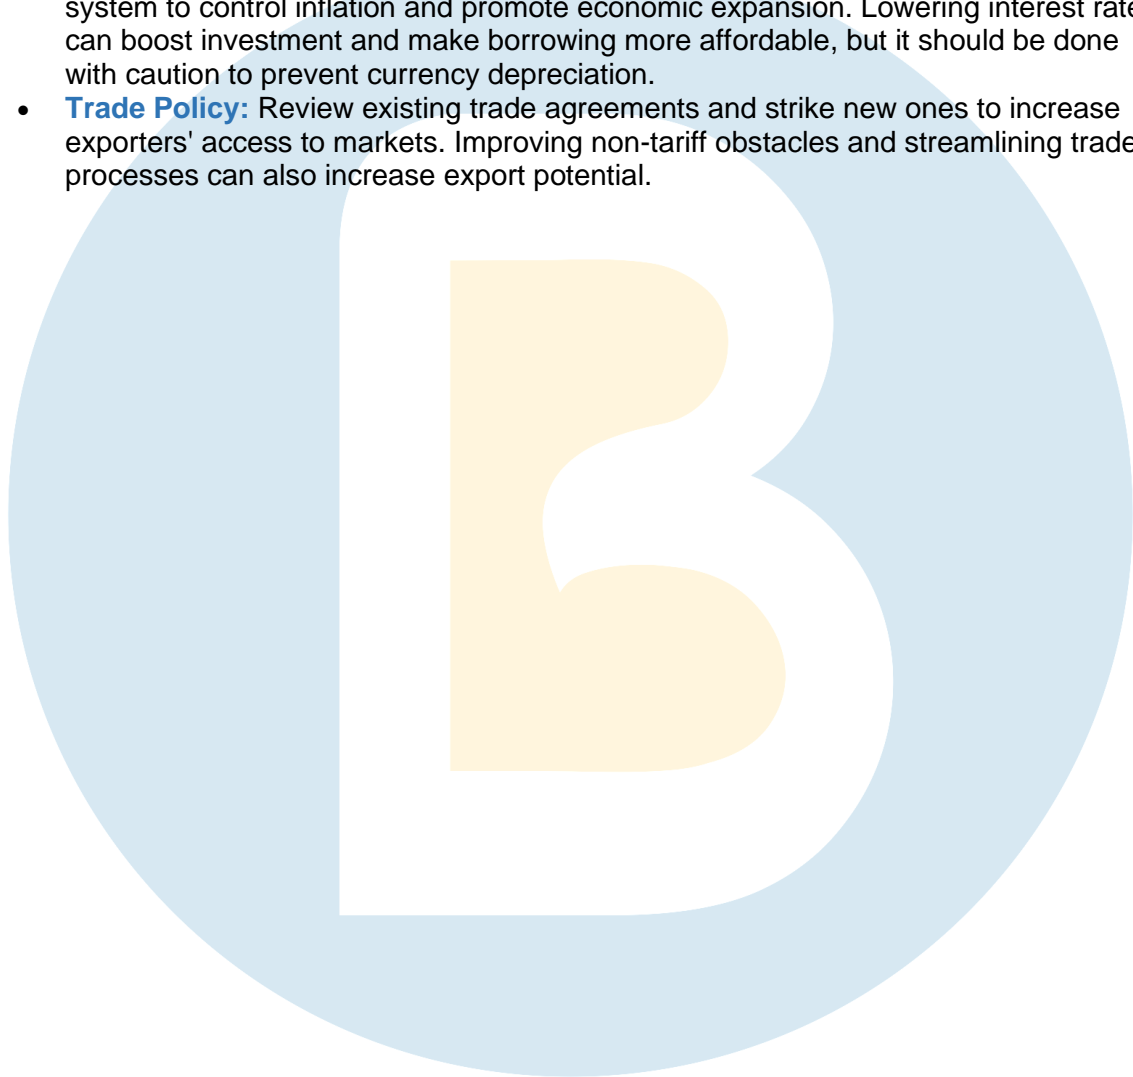 system to control inflation and promote economic expansion. Lowering interest rate
can boost investment and make borrowing more affordable, but it should be done
with caution to prevent currency depreciation.
• Trade Policy: Review existing trade agreements and strike new ones to increase
exporters' access to markets. Improving non-tariff obstacles and streamlining trade
processes can also increase export potential.
B